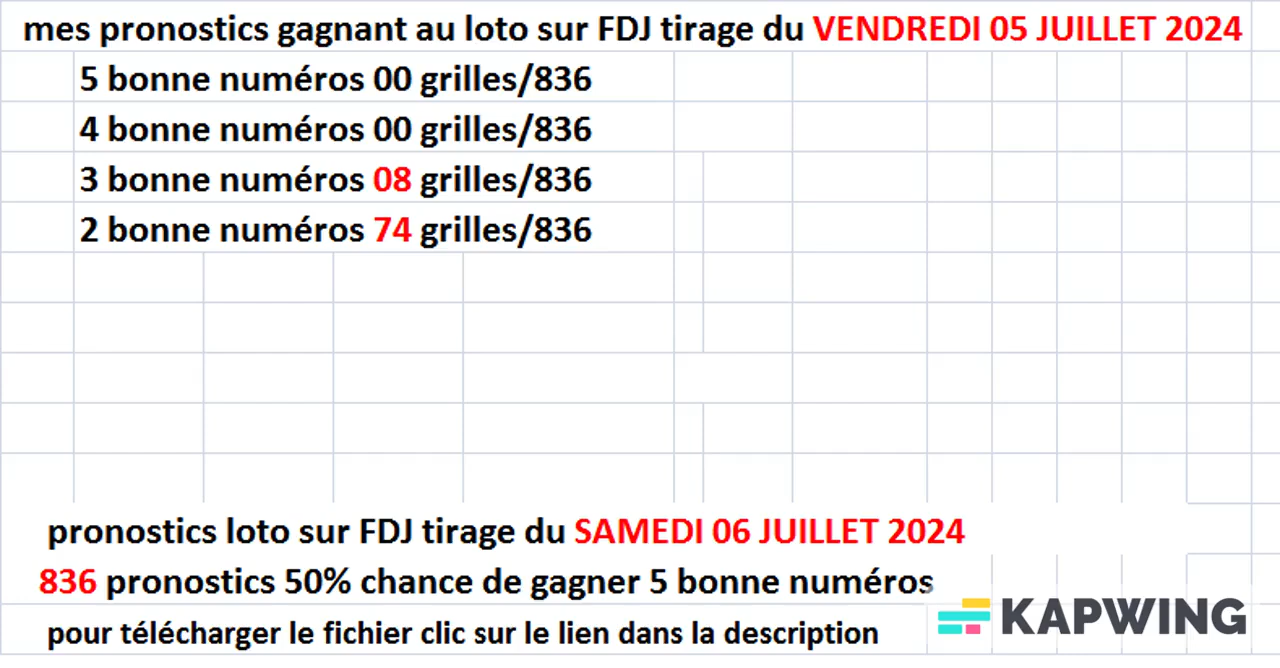 mes pronostics gagnant au loto sur FDJ tirage du VENDREDI 05 JUILLET 2024
5 bonne numéros 00 grilles/836
4 bonne numéros 00 grilles/836
3 bonne numéros 08 grilles/836
2 bonne numéros 74 grilles/836
pronostics loto sur FDJ tirage du SAMEDI 06 JUILLET 2024
836 pronostics 50% chance de gagner 5 bonne numéros
pour télécharger le fichier clic sur le lien dans la description
KAPWING